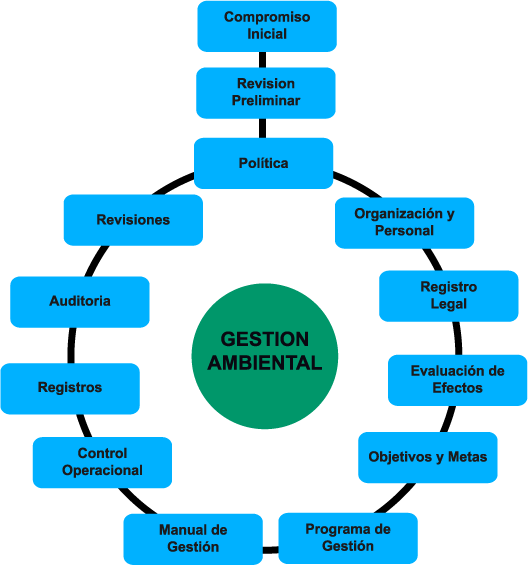 Compromiso
Inicial
Revision
Preliminar
Política
Revisiones
Organización y
Personal
Auditoria
Registro
Legal
GESTION
AMBIENTAL
Registros
Evaluación de
Efectos
Control
Operacional
Objetivos y Metas
Manual de
Gestión
Programa de
Gestión